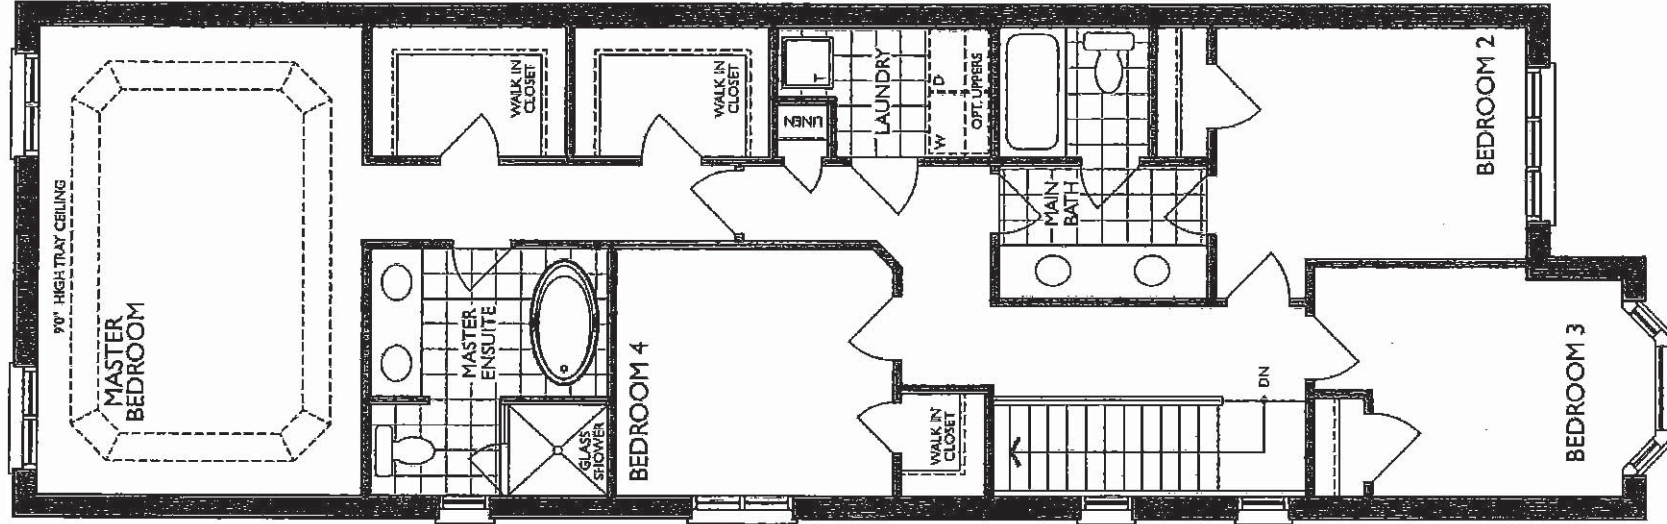 9'0" HIGH TRAY CEILING
MASTER
BEDROOM
WALK IN
CLOSET
WALK IN
CLOSET
T
LINEN
LAUNDRY
W D
OPT. UPPERS
MAIN
BATH
BEDROOM 2
MASTER
ENSUITE
GLASS
SHOWER
BEDROOM 4
WALK IN
CLOSET
DN
BEDROOM 3